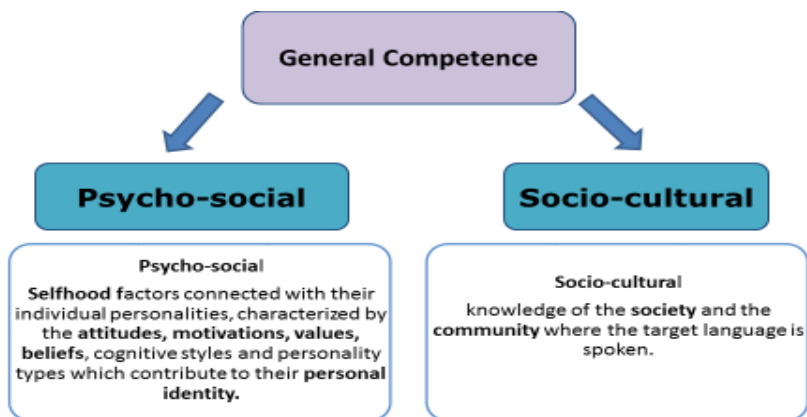 General Competence
Psycho-social
Socio-cultural
Psycho-social
Selfhood factors connected with their
individual personalities, characterized by
the attitudes, motivations, values,
beliefs, cognitive styles and personality
types which contribute to their personal
identity.
Socio-cultural
knowledge of the society and the
community where the target language is
spoken.